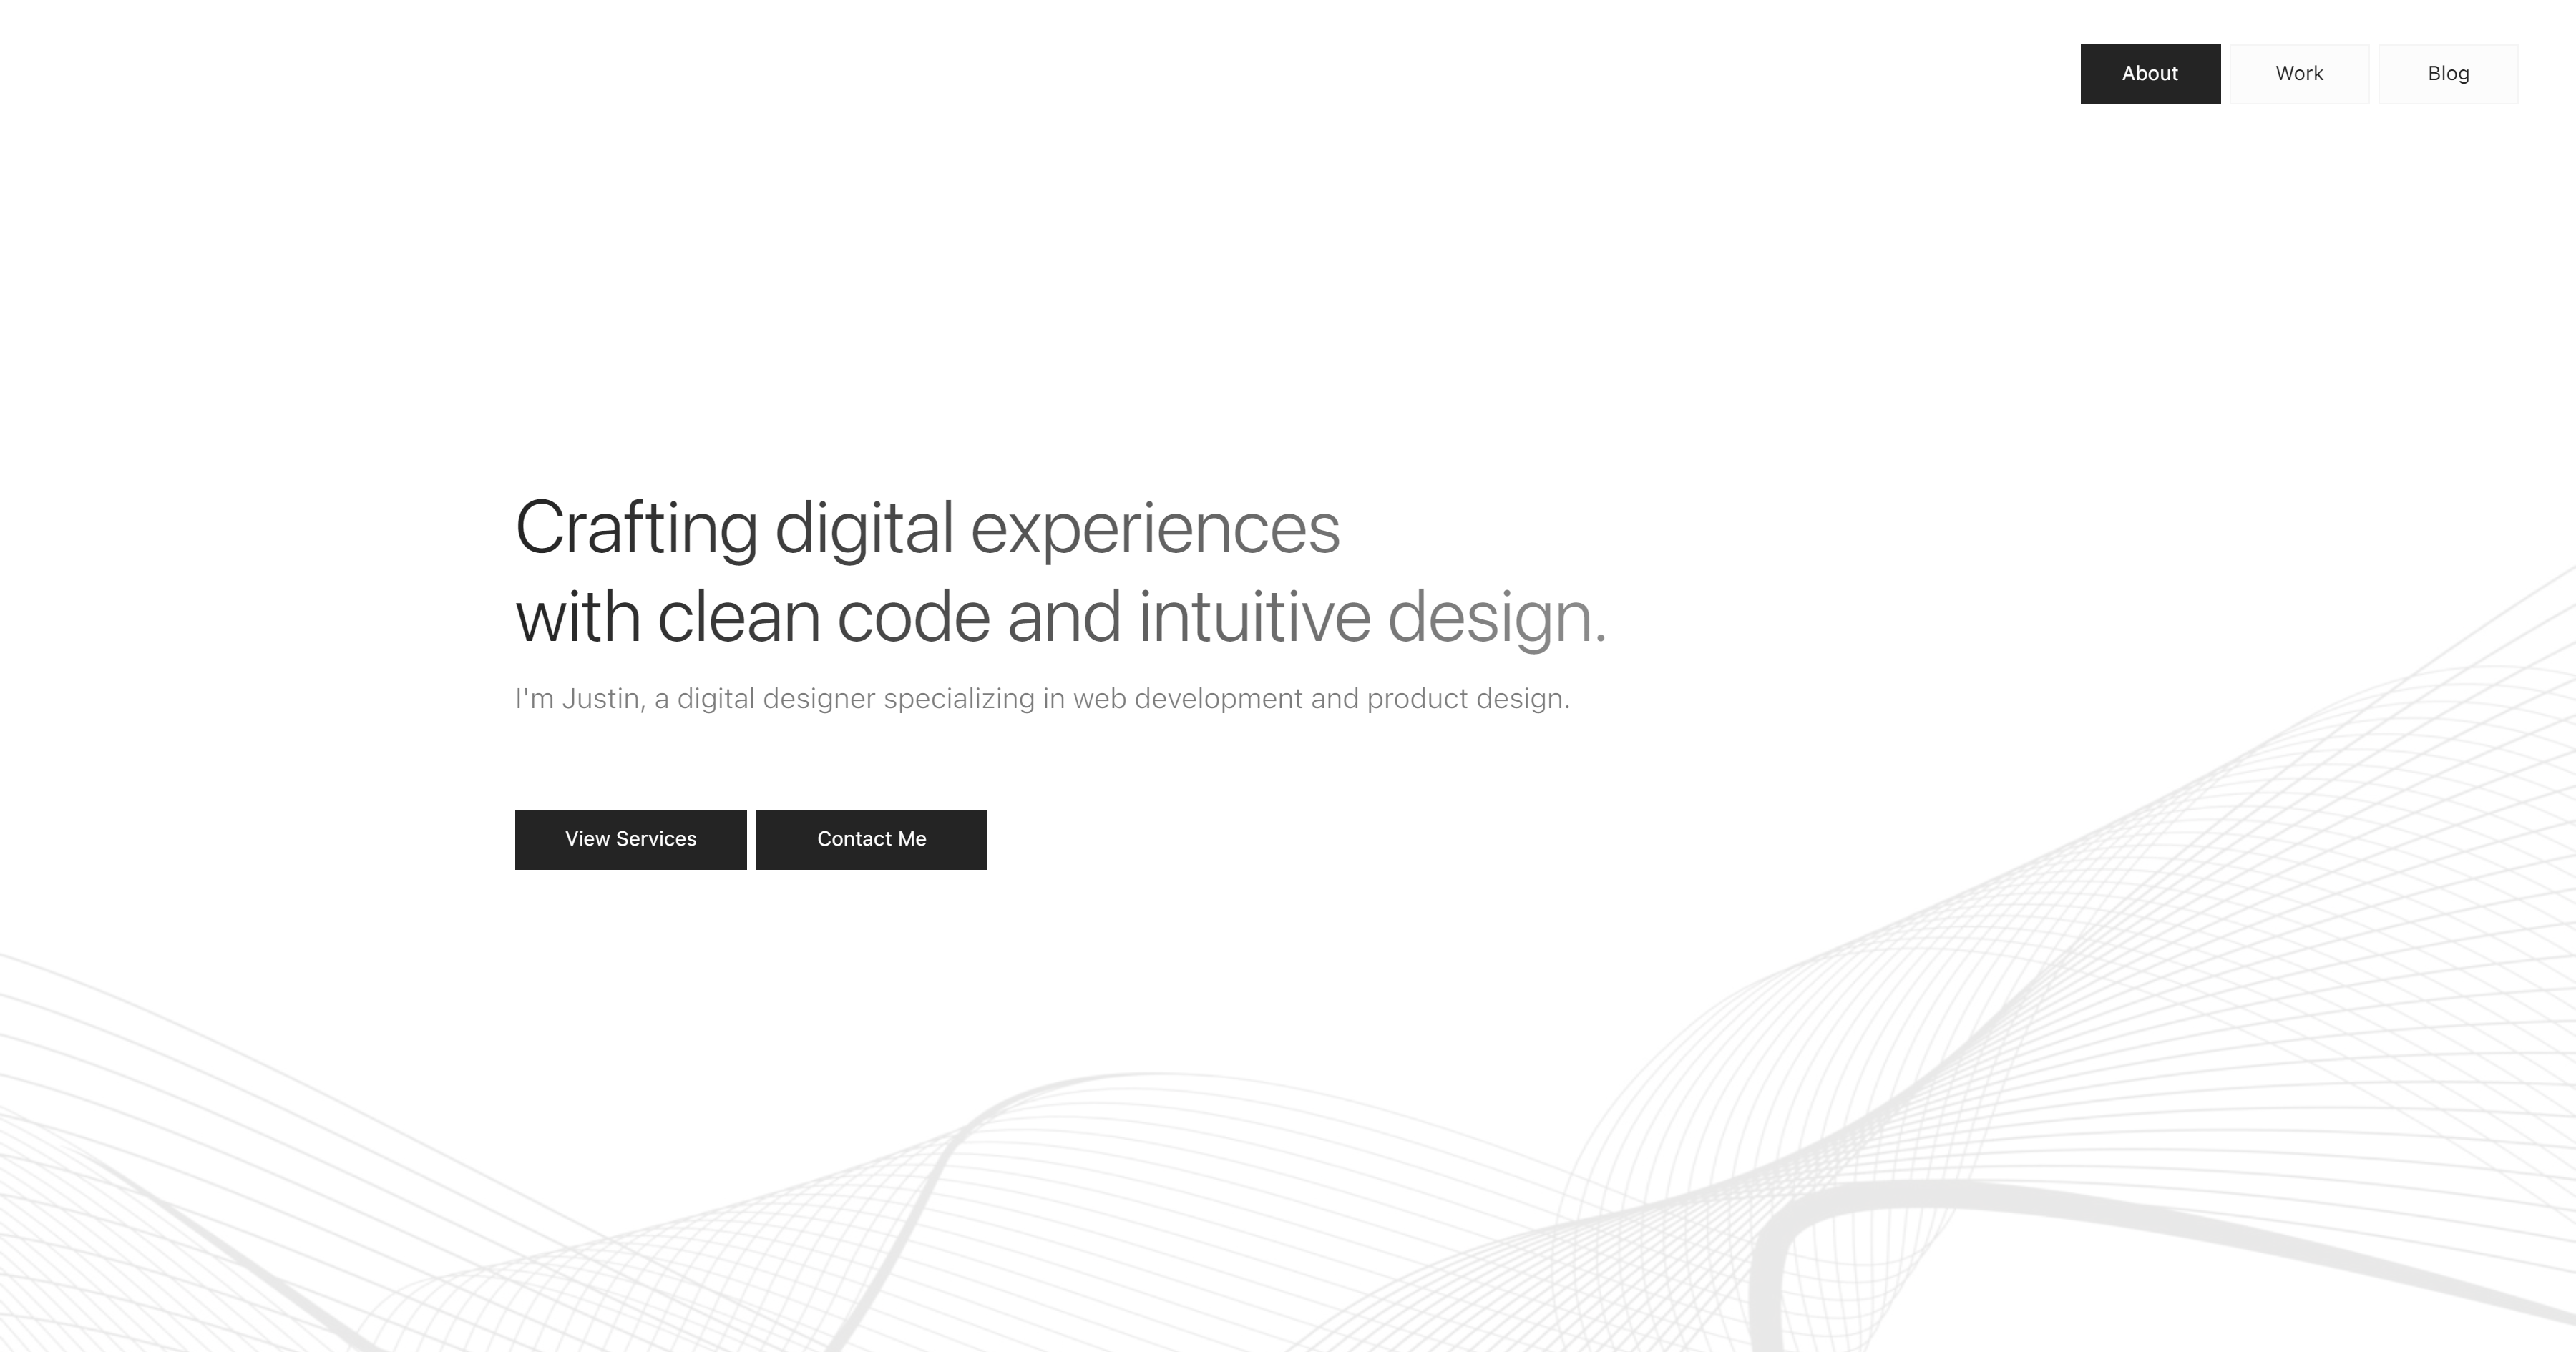 About
Work
Blog
Crafting digital experiences
with clean code and intuitive design.
I'm Justin, a digital designer specializing in web development and product design.
View Services
Contact Me